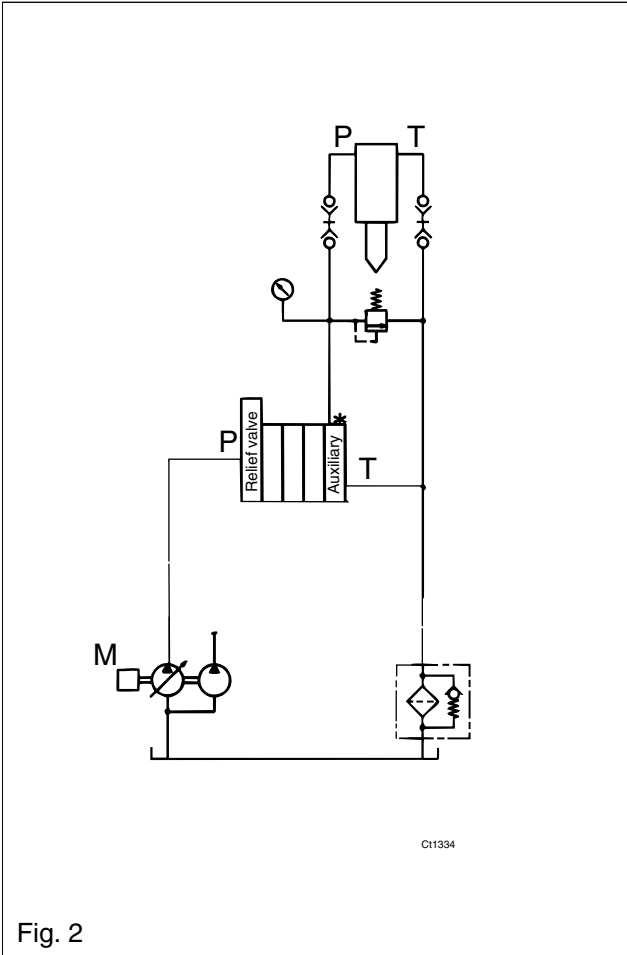 P T
Relief valve
Auxiliary
*
P
T
M
Ct1334
Fig. 2